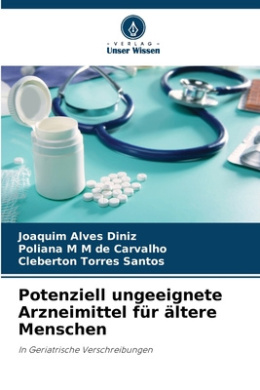 VERLAG
Unser Wissen
Joaquim Alves Diniz
Poliana M M de Carvalho
Cleberton Torres Santos
Potenziell ungeeignete
Arzneimittel für ältere
Menschen
In Geriatrische Verschreibungen